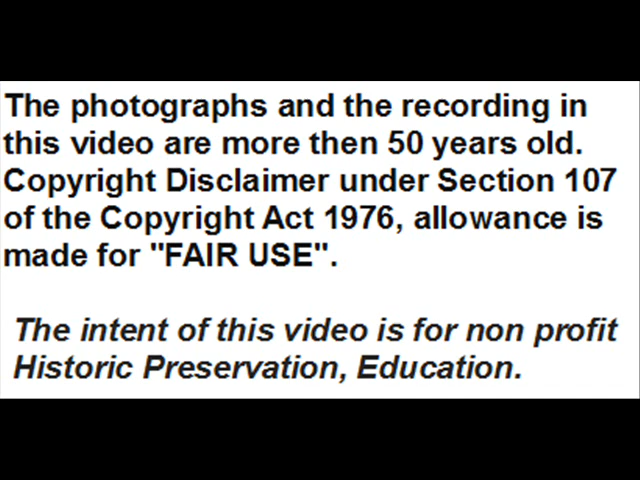 The photographs and the recording in
this video are more then 50 years old.
Copyright Disclaimer under Section 107
of the Copyright Act 1976, allowance is
made for "FAIR USE".
The intent of this video is for non profit
Historic Preservation, Education.